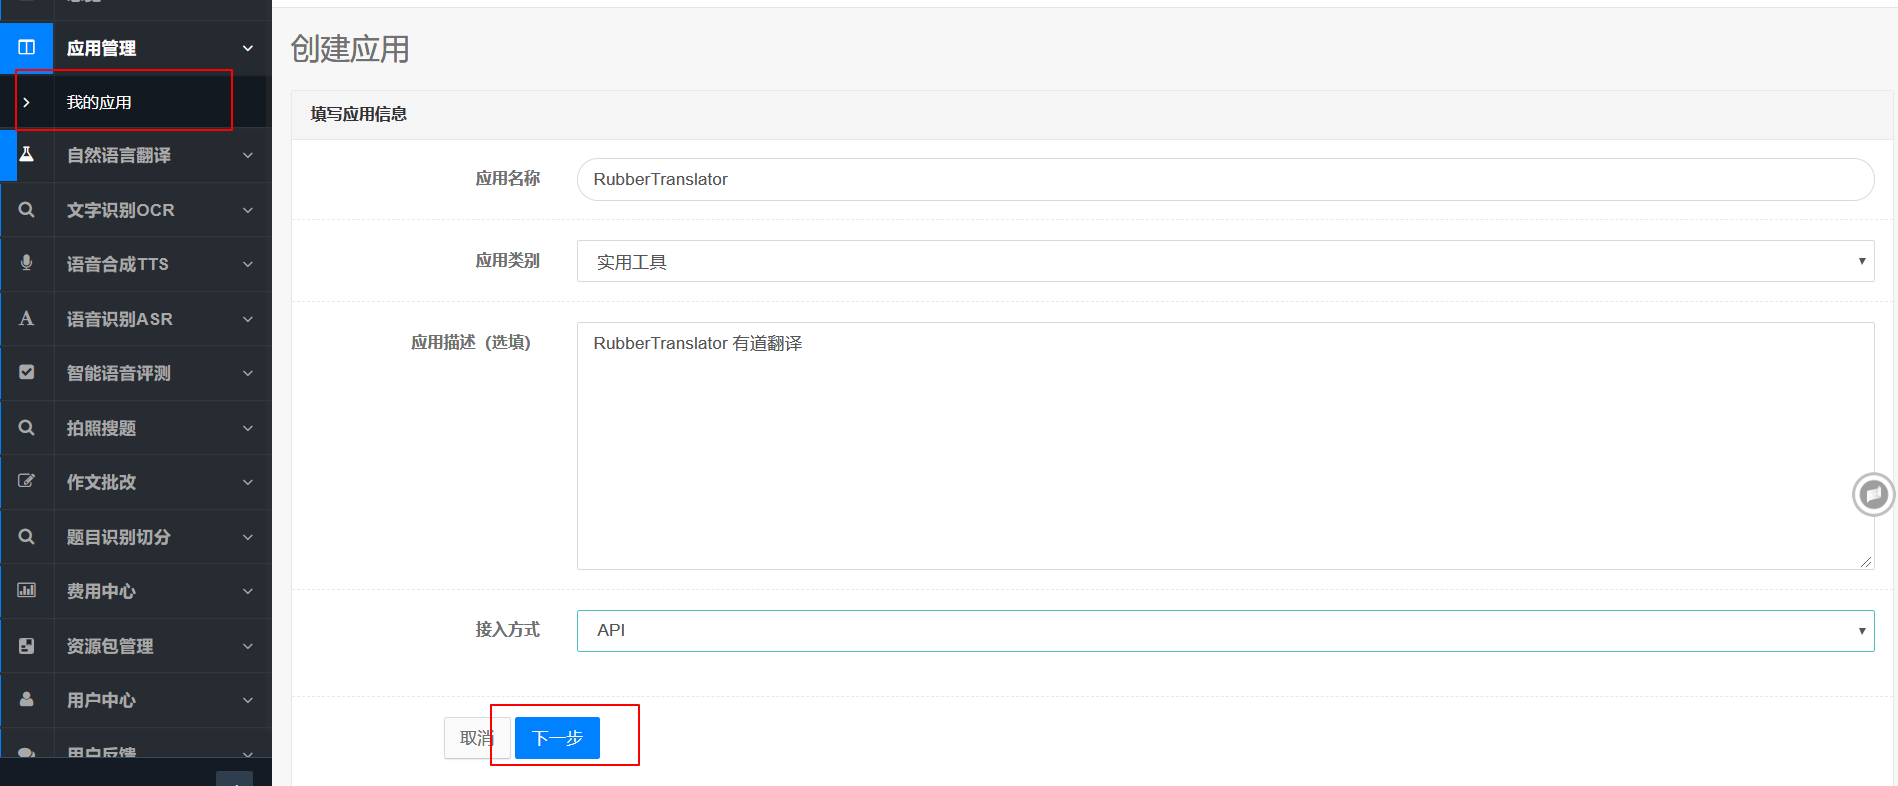 应用管理
我的应用
自然语言翻译
文字识别OCR
语音合成TTS
语音识别ASR
智能语音评测
拍照搜题
作文批改
题目识别切分
费用中心
资源包管理
用户中心
用户反馈
创建应用
填写应用信息
应用名称
RubberTranslator
应用类别
实用工具
应用描述（选填）
RubberTranslator 有道翻译
接入方式
API
取消
下一步